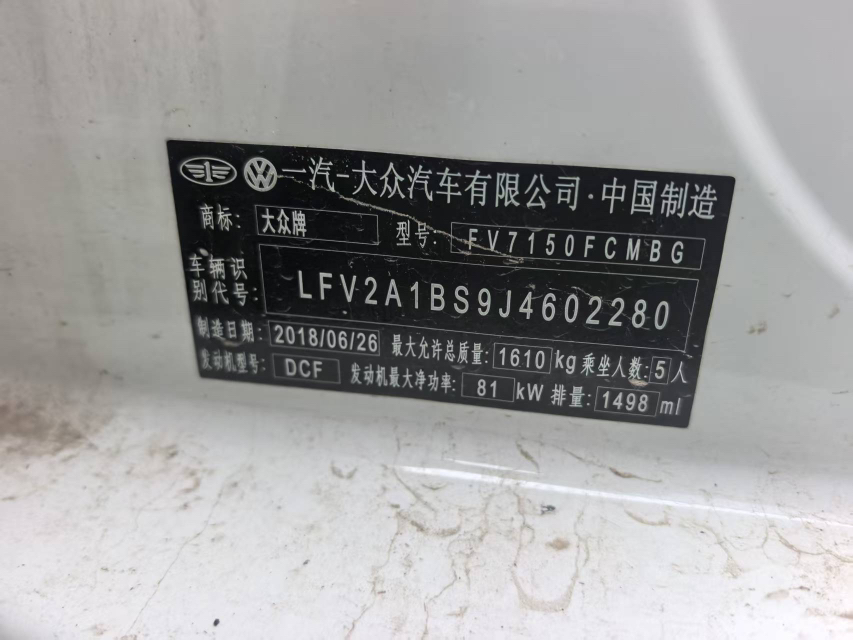 一汽-大众汽车有限公司·中国制造
商标: 大众牌 型号: FV7150FCMBG
车辆识别代号: LFV2A1BS9J4602280
制造日期: 2018/06/26 最大允许总质量: 1610 kg 乘坐人数: 5 人
发动机型号: DCF 发动机最大净功率: 81 kW 排量: 1498 ml